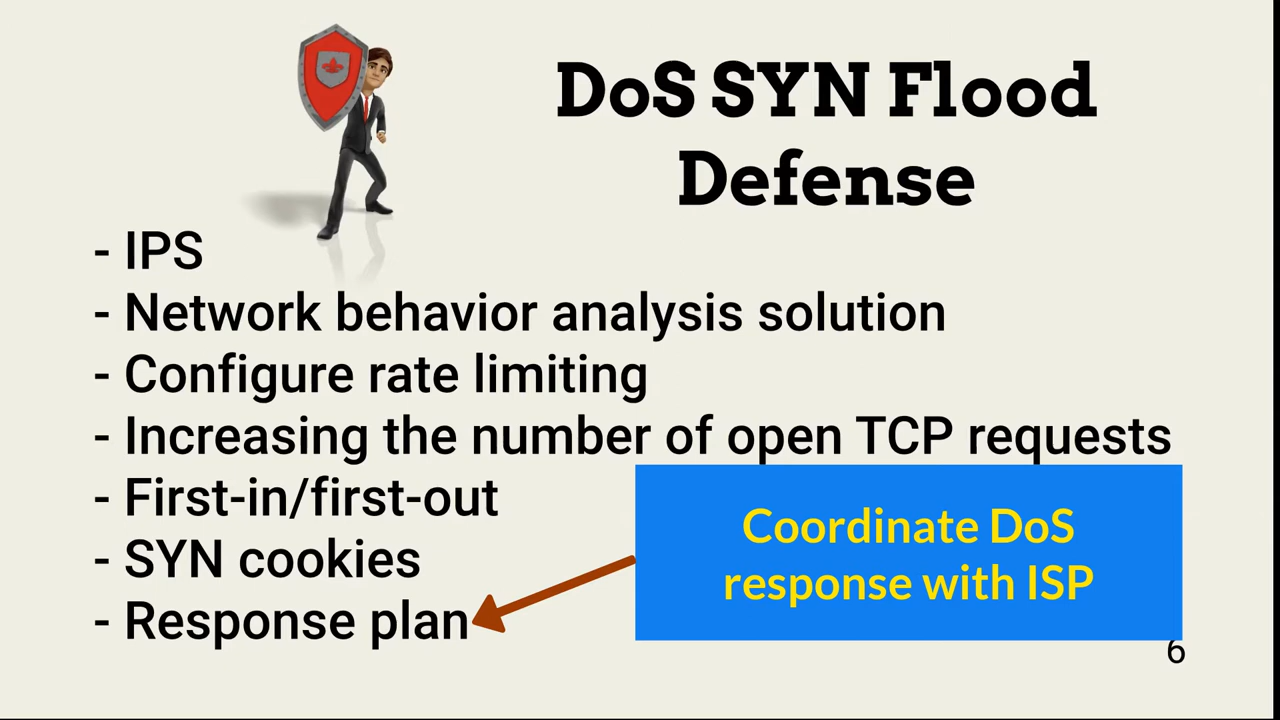 DoS SYN Flood
Defense
- IPS
- Network behavior analysis solution
- Configure rate limiting
- Increasing the number of open TCP requests
- First-in/first-out
- SYN cookies
- Response plan
Coordinate DoS
response with ISP
6